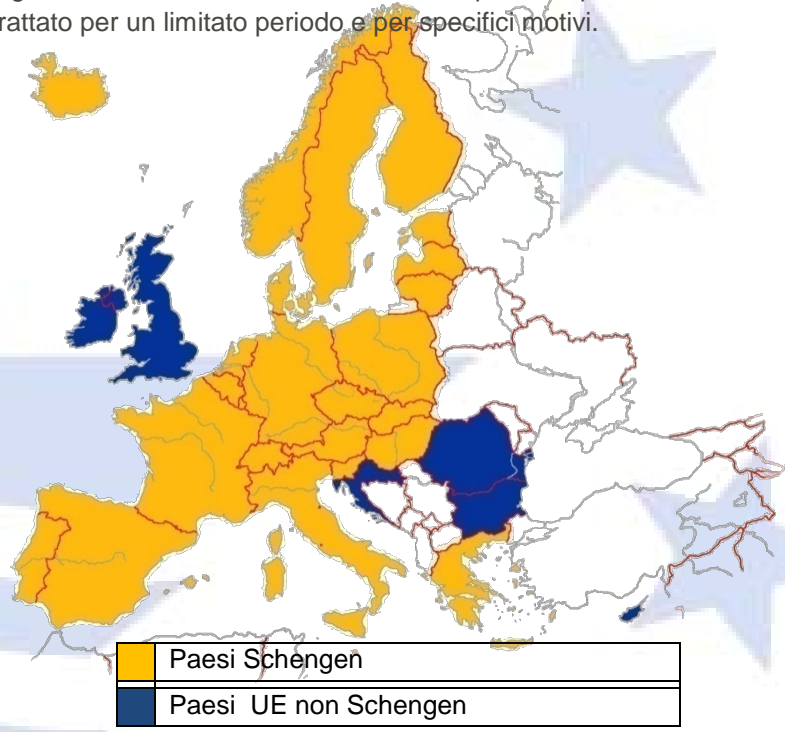 rattato per un limitato periodo e per specifici motivi.
Paesi Schengen
Paesi UE non Schengen